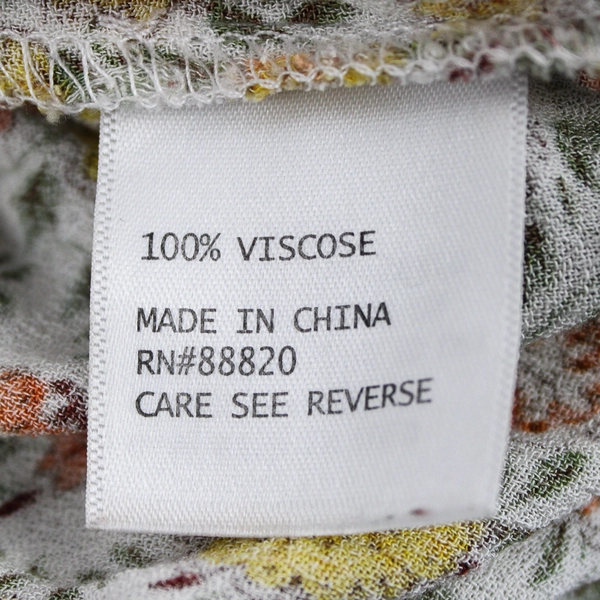 100% VISCOSE
MADE IN CHINA
RN#88820
CARE SEE REVERSE